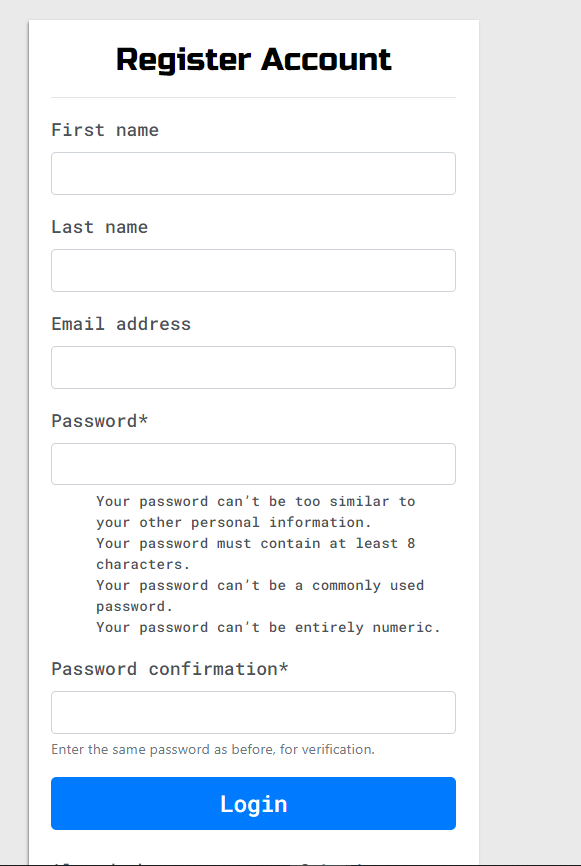 Register Account
First name
Last name
Email address
Password*
Your password can't be too similar to
your other personal information.
Your password must contain at least 8
characters.
Your password can't be a commonly used
password.
Your password can't be entirely numeric.
Password confirmation*
Enter the same password as before, for verification.
Login